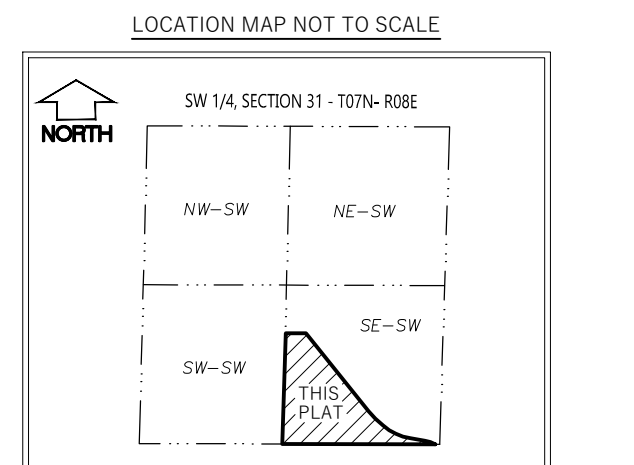 LOCATION MAP NOT TO SCALE
SW 1/4, SECTION 31 - T07N- R08E
NORTH
NW-SW
NE-SW
SE-SW
SW-SW
THIS
PLAT